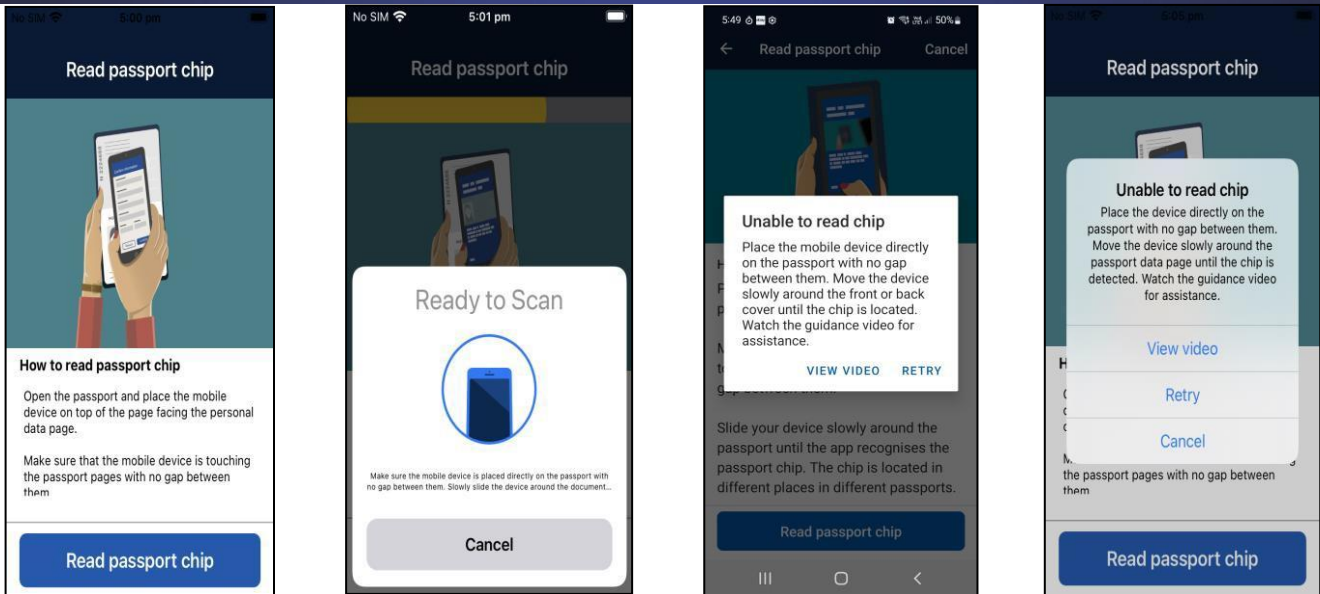 No SIM 5:00 pm
Read passport chip
How to read passport chip
Open the passport and place the mobile
device on top of the page facing the personal
data page.
Make sure that the mobile device is touching
the passport pages with no gap between
them
Read passport chip
No SIM 5:01 pm
Read passport chip
Ready to Scan
Make sure the mobile device is placed directly on the passport with
no gap between them. Slowly slide the device around the document...
Cancel
5:49 50%
Read passport chip Cancel
Unable to read chip
Place the mobile device directly
on the passport with no gap
between them. Move the device
slowly around the front or back
cover until the chip is located.
Watch the guidance video for
assistance.
VIEW VIDEO RETRY
gap between them.
Slide your device slowly around the
passport until the app recognises the
passport chip. The chip is located in
different places in different passports.
Read passport chip
No SIM 5:05 pm
Read passport chip
Unable to read chip
Place the device directly on the
passport with no gap between them.
Move the device slowly around the
passport data page until the chip is
detected. Watch the guidance video
for assistance.
View video
Retry
Cancel
the passport pages with no gap between
them
Read passport chip